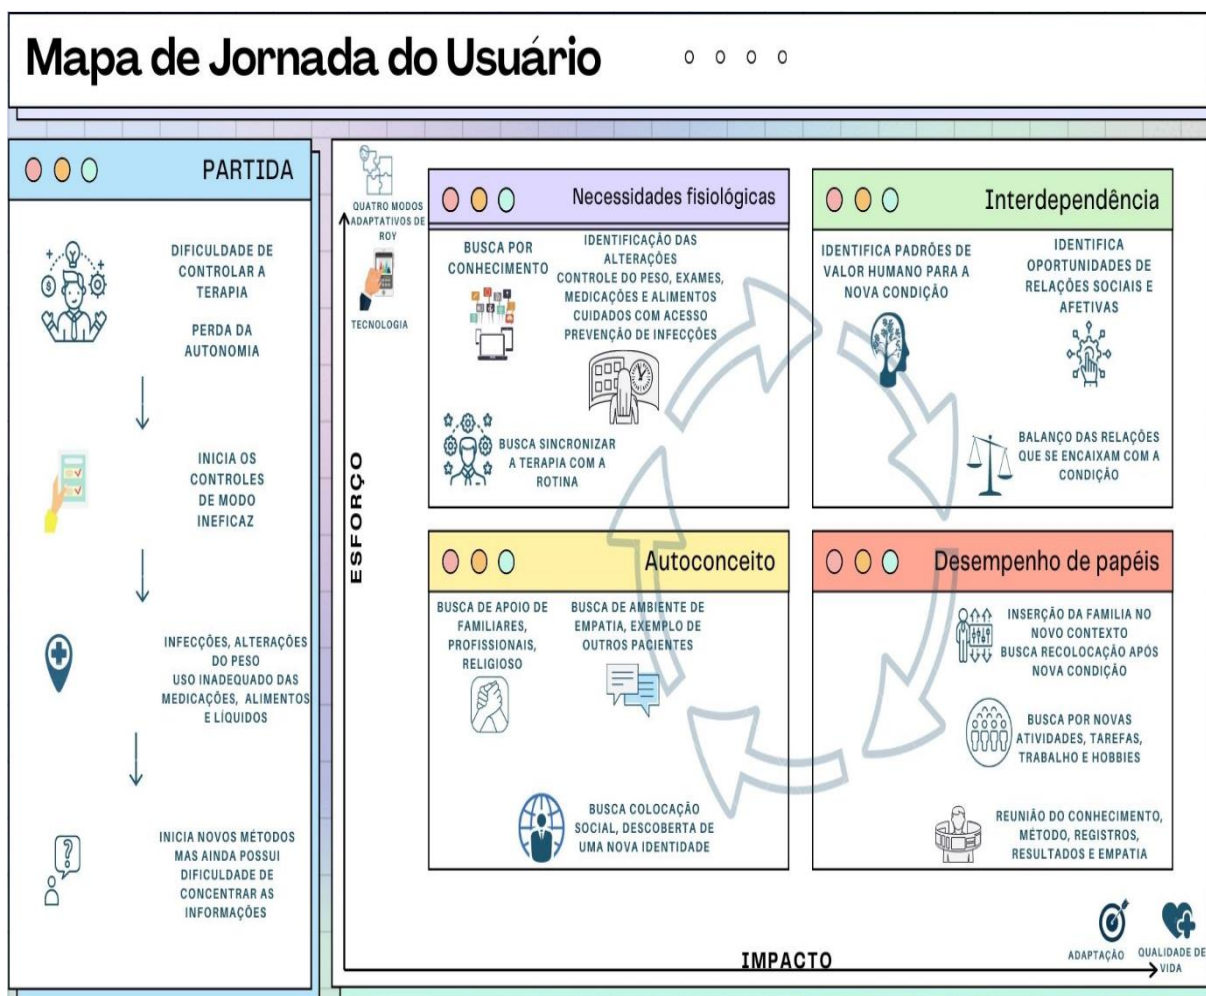 Mapa de Jornada do Usuário
PARTIDA
DIFICULDADE DE
CONTROLAR A
TERAPIA
PERDA DA
AUTONOMIA
INICIA OS
CONTROLES
DE MODO
INEFICAZ
INFECÇÕES, ALTERAÇÕES
DO PESO
USO INADEQUADO DAS
MEDICAÇÕES, ALIMENTOS
E LÍQUIDOS
INICIA NOVOS MÉTODOS
MAS AINDA POSSUI
DIFICULDADE DE
CONCENTRAR AS
INFORMAÇÕES
QUATRO MODOS
ADAPTATIVOS DE
ROY
TECNOLOGIA
ESFORÇO
Necessidades fisiológicas
BUSCA POR
CONHECIMENTO
IDENTIFICAÇÃO DAS
ALTERAÇÕES
CONTROLE DO PESO, EXAMES,
MEDICAÇÕES E ALIMENTOS
CUIDADOS COM ACESSO
PREVENÇÃO DE INFECÇÕES
BUSCA SINCRONIZAR
A TERAPIA COM A
ROTINA
Interdependência
IDENTIFICA PADRÕES DE
VALOR HUMANO PARA A
NOVA CONDIÇÃO
IDENTIFICA
OPORTUNIDADES DE
RELAÇÕES SOCIAIS E
AFETIVAS
BALANÇO DAS RELAÇÕES
QUE SE ENCAIXAM COM A
CONDIÇÃO
Autoconceito
BUSCA DE APOIO DE
FAMILIARES,
PROFISSIONAIS,
RELIGIOSO
BUSCA DE AMBIENTE DE
EMPATIA, EXEMPLO DE
OUTROS PACIENTES
BUSCA COLOCAÇÃO
SOCIAL, DESCOBERTA DE
UMA NOVA IDENTIDADE
Desempenho de papéis
INSERÇÃO DA FAMILIA NO
NOVO CONTEXTO
BUSCA RECOLOCAÇÃO APÓS
NOVA CONDIÇÃO
BUSCA POR NOVAS
ATIVIDADES, TAREFAS,
TRABALHO E HOBBIES
REUNIÃO DO CONHECIMENTO,
MÉTODO, REGISTROS,
RESULTADOS E EMPATIA
IMPACTO
ADAPTAÇÃO
QUALIDADE DE
VIDA